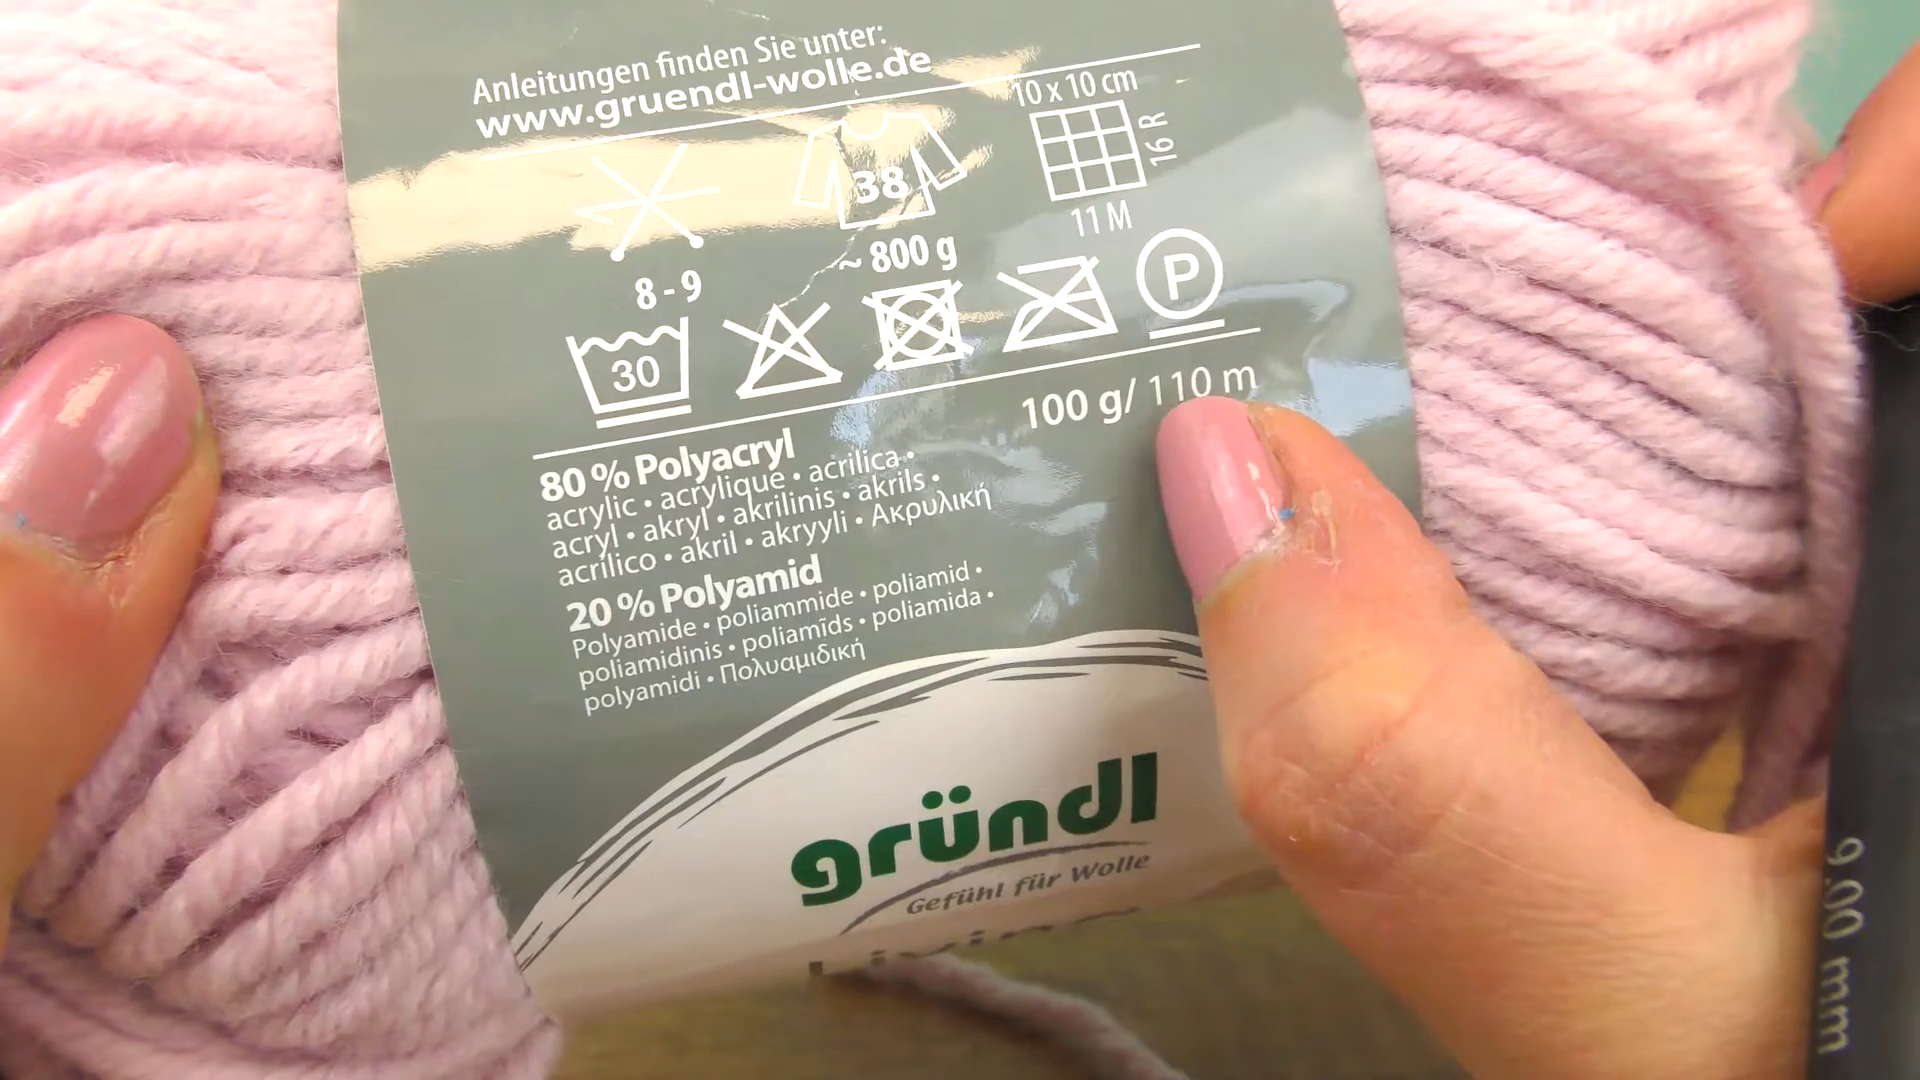 Anleitungen finden Sie unter:
www.gruendl-wolle.de
10 x 10 cm
16 R
38
11 M
8 - 9
~ 800 g
30
P
100 g/ 110 m
80 % Polyacryl
acrylic • acrylique • acrilica •
acryl • akryl • akrilinis • akrils •
acrílico • akril • akryyli • Ακρυλική
20 % Polyamid
Polyamide • poliammide • poliamid •
poliamidinis • poliamīds • poliamida •
polyamidi • Πολυαμιδική
gründl
Gefühl für Wolle
9.00 mm